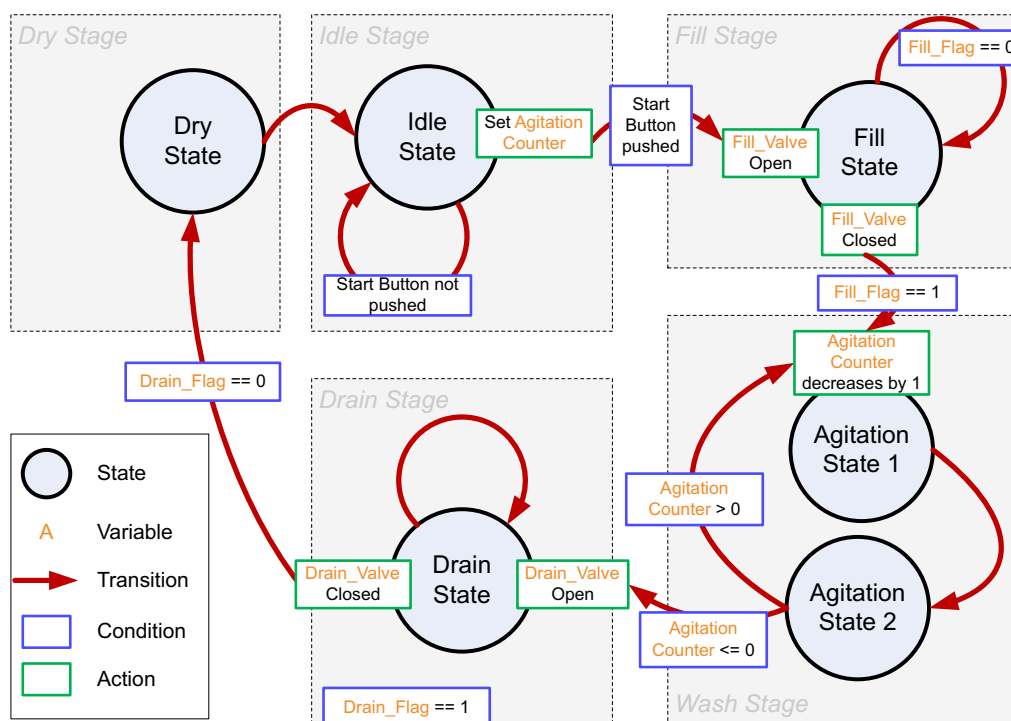 Dry Stage
Idle Stage
Fill Stage
Fill_Flag == 0
Dry
State
Idle
State
Set Agitation
Counter
Start
Button
pushed
Fill_Valve
Open
Fill
State
Fill_Valve
Closed
Start Button not
pushed
Fill_Flag == 1
Agitation
Counter
decreases by 1
Drain_Flag == 0
Drain Stage
Agitation
State 1
Agitation
Counter > 0
State
A
Variable
Transition
Condition
Action
Drain_Valve
Closed
Drain
State
Drain_Valve
Open
Agitation
State 2
Agitation
Counter <= 0
Drain_Flag == 1
Wash Stage